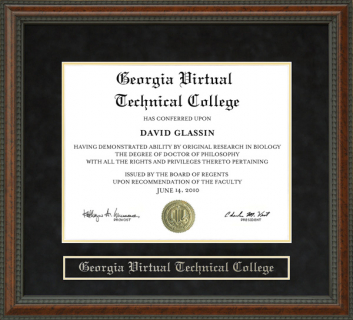 Georgia Virtual
Technical College
HAS CONFERRED UPON
DAVID GLASSIN
HAVING DEMONSTRATED ABILITY BY ORIGINAL RESEARCH IN BIOLOGY
THE DEGREE OF DOCTOR OF PHILOSOPHY
WITH ALL THE RIGHTS AND PRIVILEGES THERETO PERTAINING
ISSUED BY THE BOARD OF REGENTS
UPON RECOMMENDATION OF THE FACULTY
JUNE 14, 2010
PROVOST
PRESIDENT
Georgia Virtual Technical College